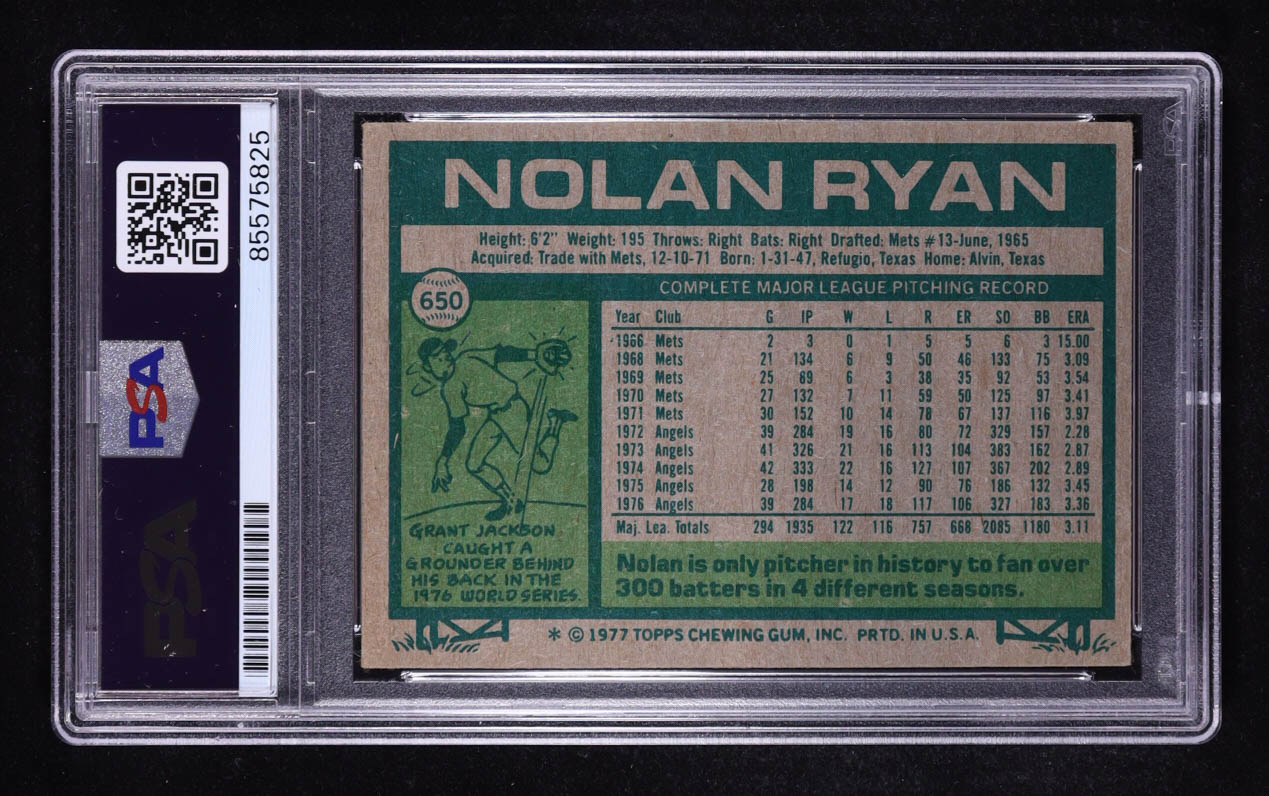 85575825
PSA
PSA
PSA
NOLAN RYAN
Height: 6'2" Weight: 195 Throws: Right Bats: Right Drafted: Mets #13-June, 1965
Acquired: Trade with Mets, 12-10-71 Born: 1-31-47, Refugio, Texas Home: Alvin, Texas
650
COMPLETE MAJOR LEAGUE PITCHING RECORD
Year Club G IP W L R ER SO BB ERA
1966 Mets 2 3 0 1 5 5 6 3 15.00
1968 Mets 21 134 6 9 50 46 133 75 3.09
1969 Mets 25 89 6 3 38 35 92 53 3.54
1970 Mets 27 132 7 11 59 50 125 97 3.41
1971 Mets 30 152 10 14 78 67 137 116 3.97
1972 Angels 39 284 19 16 80 72 329 157 2.28
1973 Angels 41 326 21 16 113 104 383 162 2.87
1974 Angels 42 333 22 16 127 107 367 202 2.89
1975 Angels 28 198 14 12 90 76 186 132 3.45
1976 Angels 39 284 17 18 117 106 327 183 3.36
Maj. Lea. Totals 294 1935 122 116 757 668 2085 1180 3.11
GRANT JACKSON
CAUGHT A
GROUNDER BEHIND
HIS BACK IN THE
1976 WORLD SERIES.
Nolan is only pitcher in history to fan over
300 batters in 4 different seasons.
* © 1977 TOPPS CHEWING GUM, INC. PRTD. IN U.S.A.